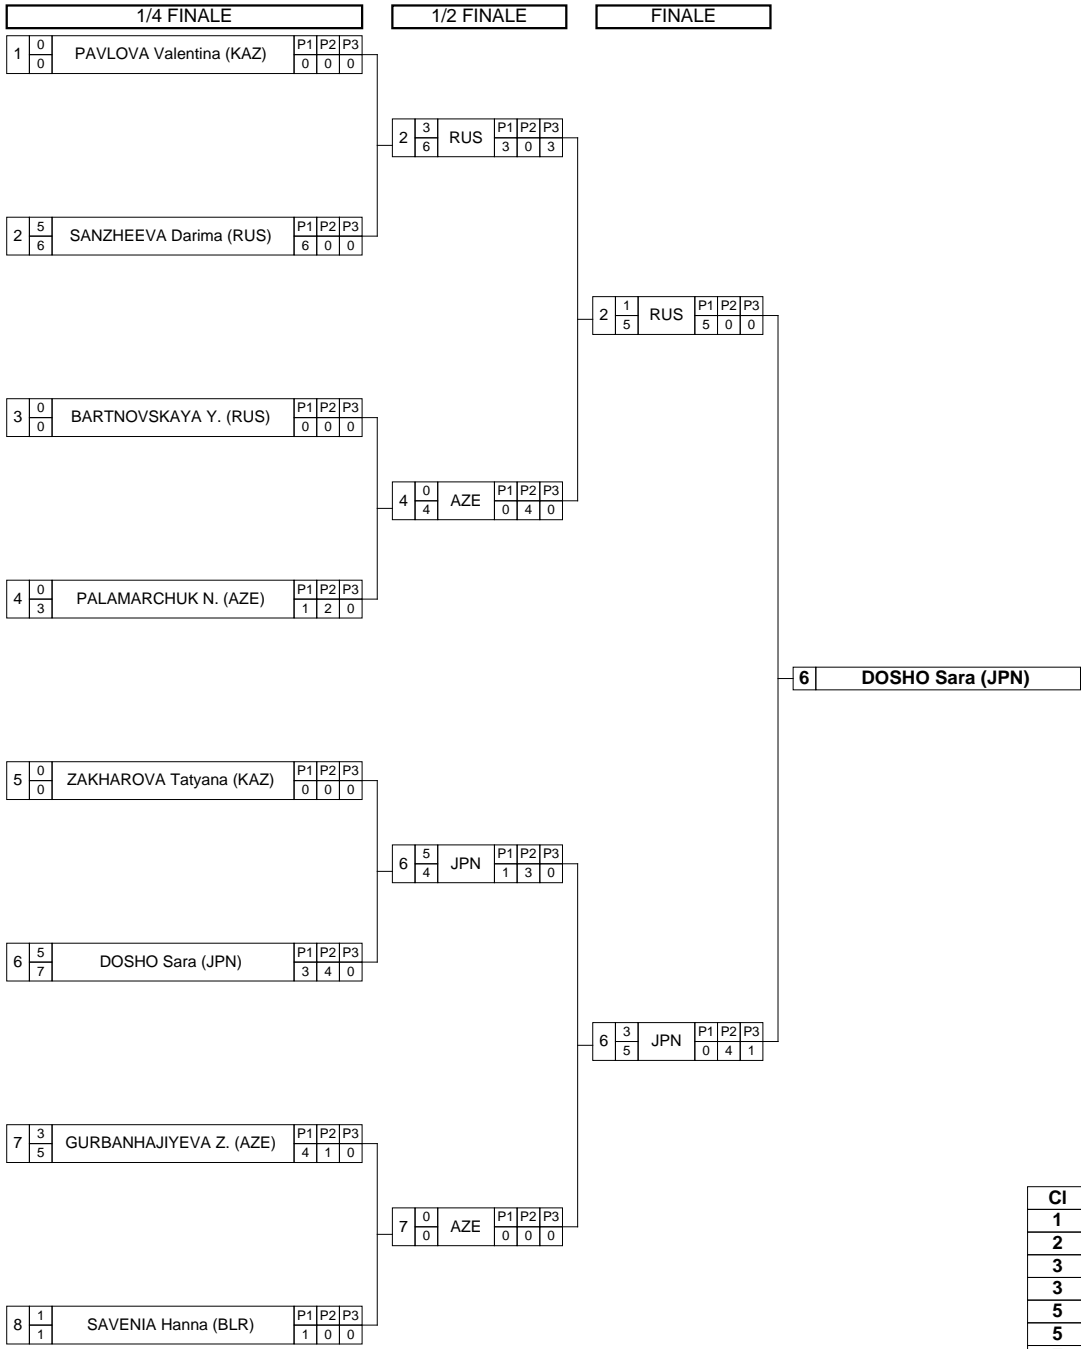 1/4 FINALE 1/2 FINALE FINALE
1 0 0 PAVLOVA Valentina (KAZ) P1 P2 P3 0 0 0
2 3 6 RUS P1 P2 P3 3 0 3
2 5 6 SANZHEEVA Darima (RUS) P1 P2 P3 6 0 0
2 1 5 RUS P1 P2 P3 5 0 0
3 0 0 BARTNOVSKAYA Y. (RUS) P1 P2 P3 0 0 0
4 0 4 AZE P1 P2 P3 0 4 0
4 0 3 PALAMARCHUK N. (AZE) P1 P2 P3 1 2 0
6 DOSHO Sara (JPN)
5 0 0 ZAKHAROVA Tatyana (KAZ) P1 P2 P3 0 0 0
6 5 4 JPN P1 P2 P3 1 3 0
6 5 7 DOSHO Sara (JPN) P1 P2 P3 3 4 0
6 3 5 JPN P1 P2 P3 0 4 1
7 3 5 GURBANHAJIYEVA Z. (AZE) P1 P2 P3 4 1 0
7 0 0 AZE P1 P2 P3 0 0 0
8 1 1 SAVENIA Hanna (BLR) P1 P2 P3 1 0 0
Cl
1
2
3
3
5
5